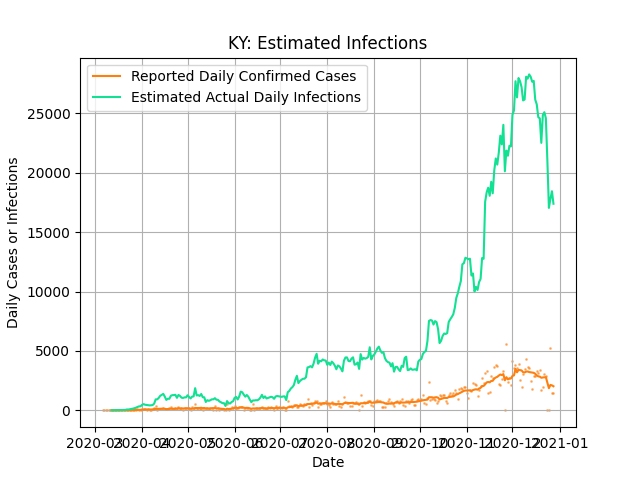 KY: Estimated Infections
Reported Daily Confirmed Cases
Estimated Actual Daily Infections
Daily Cases or Infections
25000
20000
15000
10000
5000
0
2020-03 2020-04 2020-05 2020-06 2020-07 2020-08 2020-09 2020-10 2020-11 2020-12 2021-01
Date